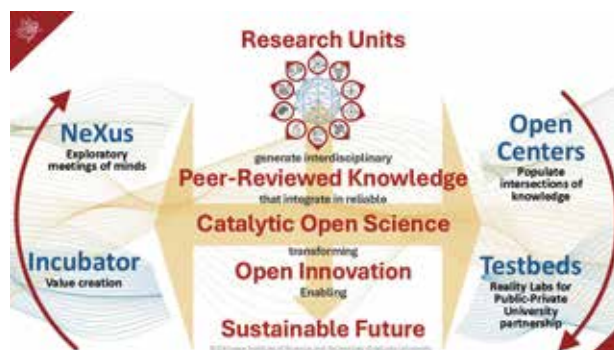 Research Units
generate interdisciplinary
Peer-Reviewed Knowledge
that integrate in reliable
Catalytic Open Science
transforming
Open Innovation
Enabling
Sustainable Future
NeXus
Exploratory
meetings of minds
Incubator
Value creation
Open
Centers
Populate
intersections of
knowledge
Testbeds
Reality Labs for
Public-Private
University
partnership